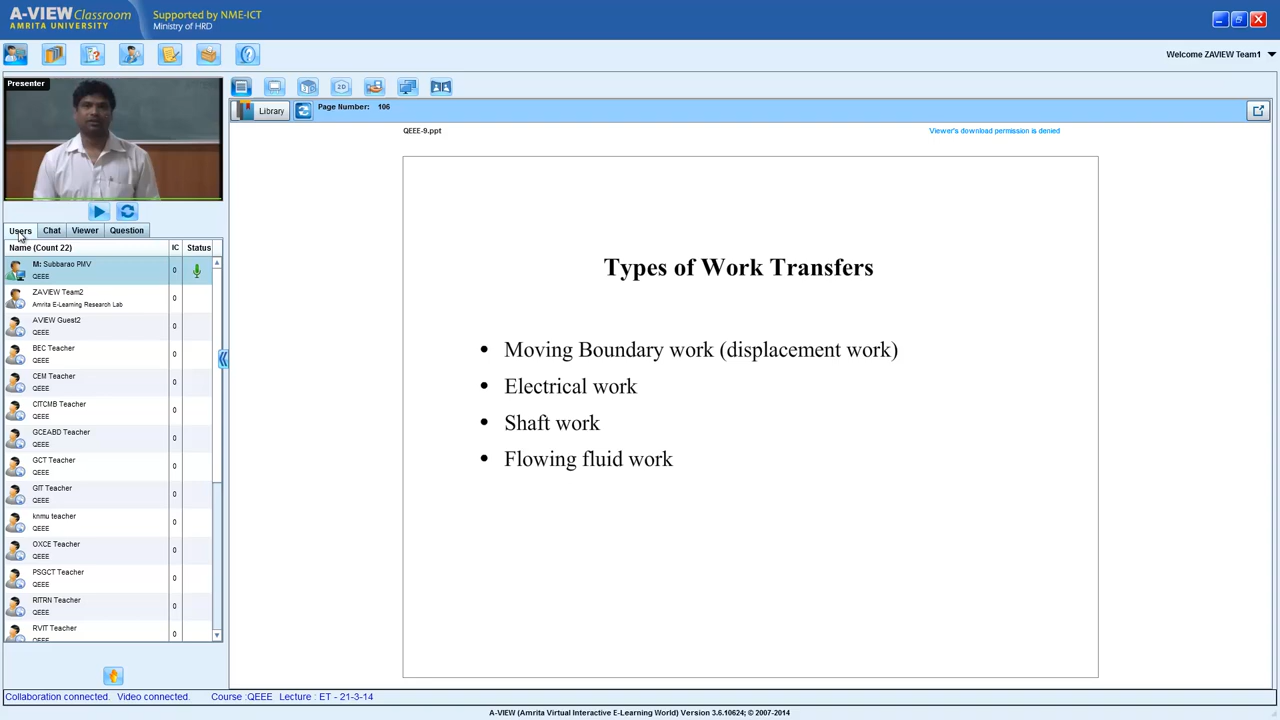 A-VIEW Classroom
AMRITA UNIVERSITY
Supported by NME-ICT
Ministry of HRD
Welcome ZAVIEW Team1
Presenter
2D
Library
Page Number: 106
QEEE-9.ppt
Viewer's download permission is denied
Users Chat Viewer Question
Name (Count 22) IC Status
M: Subbarao PMV
QEEE
0
ZAVIEW Team2
Amrita E-Learning Research Lab
0
AVIEW Guest2
QEEE
0
BEC Teacher
QEEE
0
CEM Teacher
QEEE
0
CITCMB Teacher
QEEE
0
GCEABD Teacher
QEEE
0
GCT Teacher
QEEE
0
GIT Teacher
QEEE
0
knmu teacher
QEEE
0
OXCE Teacher
QEEE
0
PSGCT Teacher
QEEE
0
RITRN Teacher
QEEE
0
RVIT Teacher
QEEE
0
Types of Work Transfers
• Moving Boundary work (displacement work)
• Electrical work
• Shaft work
• Flowing fluid work
Collaboration connected. Video connected. Course :QEEE Lecture : ET - 21-3-14
A-VIEW (Amrita Virtual Interactive E-Learning World) Version 3.6.10624; © 2007-2014